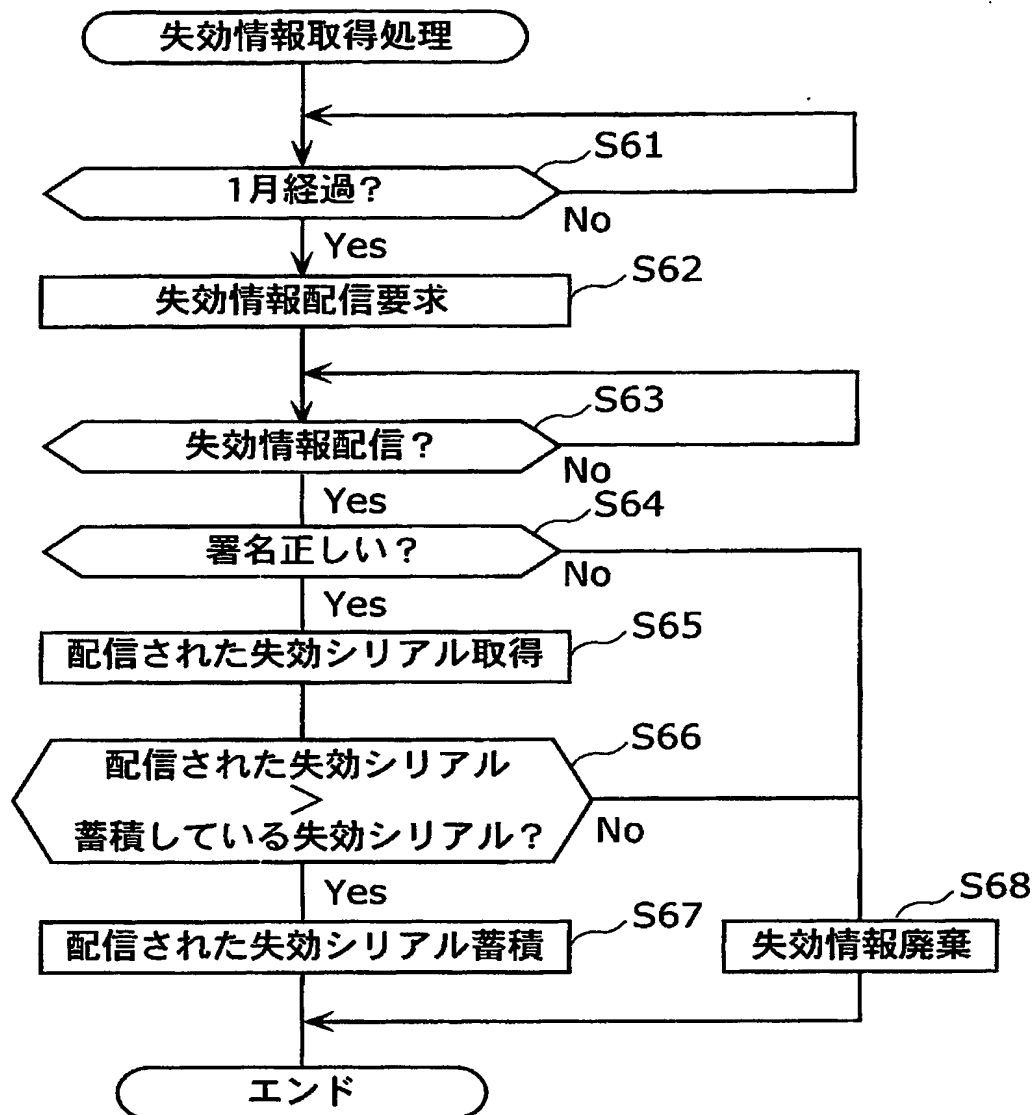 失効情報取得処理
S61
1月経過?
No
Yes
S62
失効情報配信要求
S63
失効情報配信?
No
Yes
S64
署名正しい?
No
Yes
S65
配信された失効シリアル取得
S66
配信された失効シリアル
>
蓄積している失効シリアル?
No
Yes
S67
配信された失効シリアル蓄積
S68
失効情報廃棄
エンド